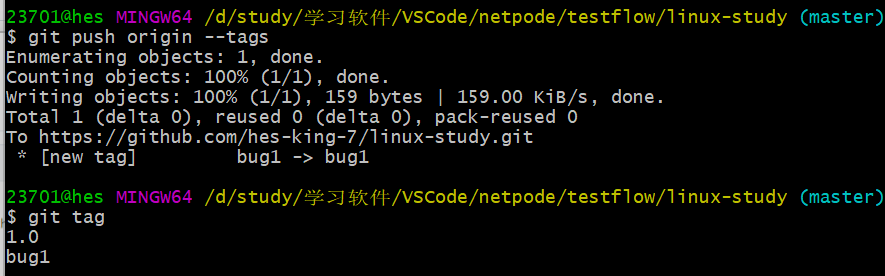 23701@hes MINGW64 /d/study/学习软件/VSCode/netpode/testflow/linux-study (master)
$ git push origin --tags
Enumerating objects: 1, done.
Counting objects: 100% (1/1), done.
Writing objects: 100% (1/1), 159 bytes | 159.00 KiB/s, done.
Total 1 (delta 0), reused 0 (delta 0), pack-reused 0
To https://github.com/hes-king-7/linux-study.git
 * [new tag]         bug1 -> bug1

23701@hes MINGW64 /d/study/学习软件/VSCode/netpode/testflow/linux-study (master)
$ git tag
1.0
bug1